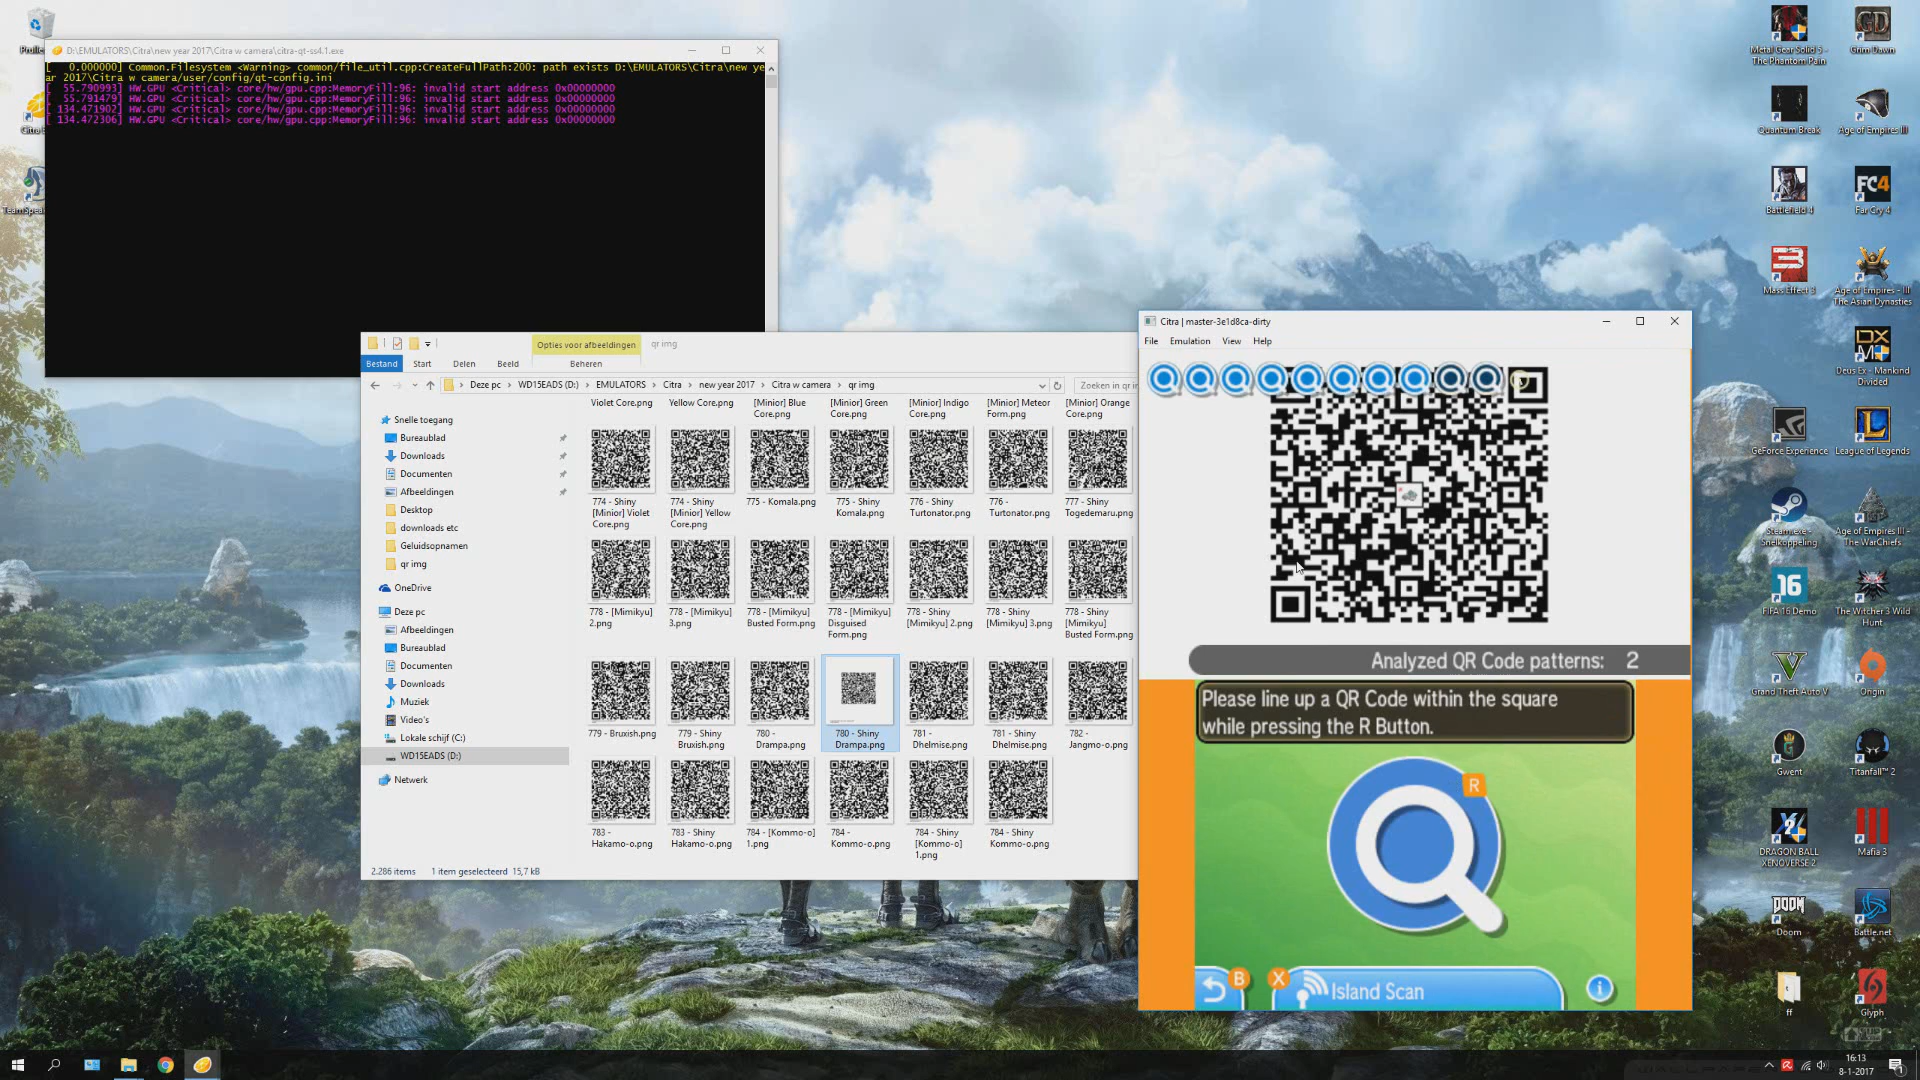 D:\EMULATORS\Citra\new year 2017\Citra w camera\citra-qt-ss4.1.exe
[ 0.000000] Common.Filesystem <Warning> common/file_util.cpp:CreateFullPath:200: path exists D:\EMULATORS\Citra\new ye
ar 2017\Citra w camera/user/config/qt-config.ini
[ 55.790993] HW.GPU <Critical> core/hw/gpu.cpp:MemoryFill:96: invalid start address 0x00000000
[ 55.791479] HW.GPU <Critical> core/hw/gpu.cpp:MemoryFill:96: invalid start address 0x00000000
[ 134.471902] HW.GPU <Critical> core/hw/gpu.cpp:MemoryFill:96: invalid start address 0x00000000
[ 134.472306] HW.GPU <Critical> core/hw/gpu.cpp:MemoryFill:96: invalid start address 0x00000000
Opties voor afbeeldingen qr img
Bestand Start Delen Beeld Beheren
Deze pc > WD15EADS (D:) > EMULATORS > Citra > new year 2017 > Citra w camera > qr img
Zoeken in qr i
Snelle toegang
Bureaublad
Downloads
Documenten
Afbeeldingen
Desktop
downloads etc
Geluidsopnamen
qr img
OneDrive
Deze pc
Afbeeldingen
Bureaublad
Documenten
Downloads
Muziek
Video's
Lokale schijf (C:)
WD15EADS (D:)
Netwerk
Violet Core.png
Yellow Core.png
[Minior] Blue Core.png
[Minior] Green Core.png
[Minior] Indigo Core.png
[Minior] Meteor Form.png
[Minior] Orange Core.png
774 - Shiny [Minior] Violet Core.png
774 - Shiny [Minior] Yellow Core.png
775 - Komala.png
775 - Shiny Komala.png
776 - Shiny Turtonator.png
776 - Turtonator.png
777 - Shiny Togedemaru.png
778 - [Mimikyu] 2.png
778 - [Mimikyu] 3.png
778 - [Mimikyu] Busted Form.png
778 - [Mimikyu] Disguised Form.png
778 - Shiny [Mimikyu] 2.png
778 - Shiny [Mimikyu] 3.png
778 - Shiny [Mimikyu] Busted Form.png
779 - Bruxish.png
779 - Shiny Bruxish.png
780 - Drampa.png
780 - Shiny Drampa.png
781 - Dhelmise.png
781 - Shiny Dhelmise.png
782 - Jangmo-o.png
783 - Hakamo-o.png
783 - Shiny Hakamo-o.png
784 - [Kommo-o] 1.png
784 - Kommo-o.png
784 - Shiny [Kommo-o] 1.png
784 - Shiny Kommo-o.png
2.286 items 1 item geselecteerd 15,7 kB
Citra | master-3e1d8ca-dirty
File Emulation View Help
Analyzed QR Code patterns: 2
Please line up a QR Code within the square
while pressing the R Button.
R
B
X
Island Scan
i
Metal Gear Solid 5 - The Phantom Pain
Grim Dawn
Quantum Break
Age of Empires III
Battlefield 4
Far Cry 4
Mass Effect 3
Age of Empires - III The Asian Dynasties
Deus Ex - Mankind Divided
GeForce Experience
League of Legends
Steam.exe - Snelkoppeling
Age of Empires III - The WarChiefs
FIFA 16 Demo
The Witcher 3 Wild Hunt
Grand Theft Auto V
Origin
Gwent
Titanfall™ 2
DRAGON BALL XENOVERSE 2
Mafia 3
Doom
Battle.net
ff
Glyph
16:13
8-1-2017